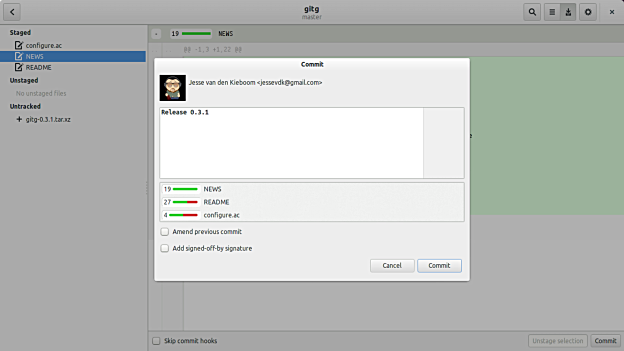 gitg
master
Staged
configure.ac
NEWS
README
Unstaged
No unstaged files
Untracked
gitg-0.3.1.tar.xz
- 19 NEWS
@@ -1,3 +1,22 @@
Commit
Jesse van den Kieboom <jessevdk@gmail.com>
Release 0.3.1
19 NEWS
27 README
4 configure.ac
Amend previous commit
Add signed-off-by signature
Cancel Commit
Skip commit hooks
Unstage selection Commit